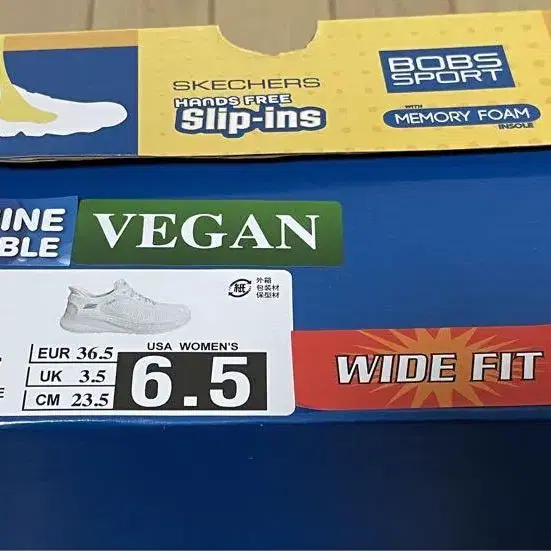 SKECHERS
HANDS FREE
Slip-ins
BOBS
SPORT
WITH
MEMORY FOAM
INSOLE
INE
BLE
VEGAN
紙
外箱
包装材
保型材
EUR 36.5
UK 3.5
CM 23.5
USA WOMEN'S
6.5
E
WIDE FIT